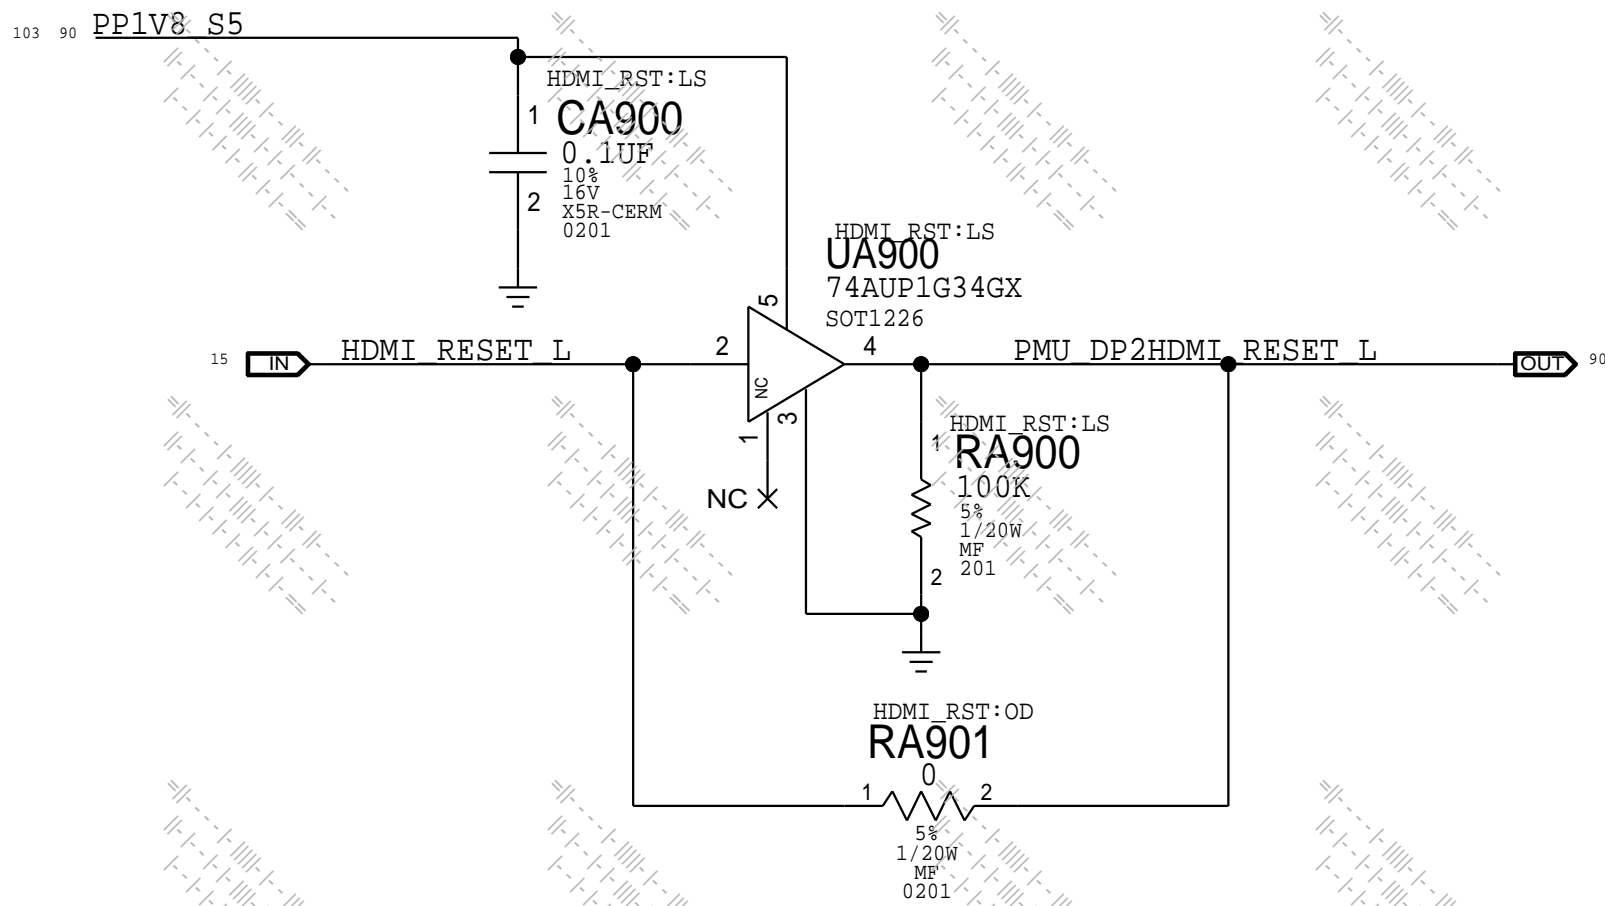 103 90 PP1V8_S5
HDMI_RST:LS
1 CA900
0.1UF
10%
16V
2 X5R-CERM
0201
HDMI_RST:LS
UA900
74AUP1G34GX
SOT1226
5
15 IN HDMI_RESET_L 2 4 PMU_DP2HDMI_RESET_L OUT 90
NC
1 3
NC
HDMI_RST:LS
1 RA900
100K
5%
1/20W
MF
2 201
HDMI_RST:OD
RA901
0
1 2
5%
1/20W
MF
0201